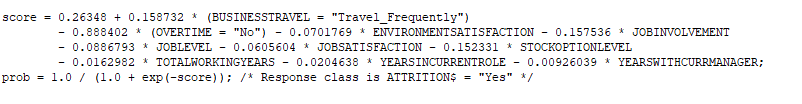 score = 0.26348 + 0.158732 * (BUSINESSTRAVEL = "Travel_Frequently")
- 0.888402 * (OVERTIME = "No") - 0.0701769 * ENVIRONMENTSATISFACTION - 0.157536 * JOBINVOLVEMENT
- 0.0886793 * JOBLEVEL - 0.0605604 * JOBSATISFACTION - 0.152331 * STOCKOPTIONLEVEL
- 0.0162982 * TOTALWORKINGYEARS - 0.0204638 * YEARSINCURRENTROLE - 0.00926039 * YEARSWITHCURRMANAGER;
prob = 1.0 / (1.0 + exp(-score)); /* Response class is ATTRITION$ = "Yes" */